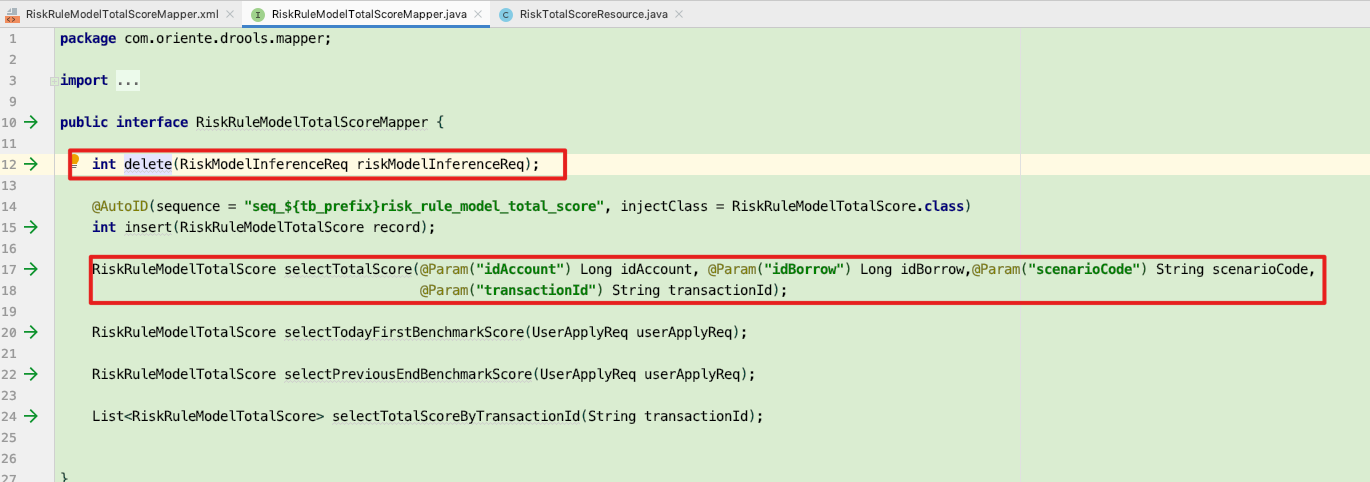 RiskRuleModelTotalScoreMapper.xml × RiskRuleModelTotalScoreMapper.java × RiskTotalScoreResource.java ×
1 package com.oriente.drools.mapper;
2
3 import ...
9
10 public interface RiskRuleModelTotalScoreMapper {
11
12 int delete(RiskModelInferenceReq riskModelInferenceReq);
13
14 @AutoID(sequence = "seq_${tb_prefix}risk_rule_model_total_score", injectClass = RiskRuleModelTotalScore.class)
15 int insert(RiskRuleModelTotalScore record);
16
17 RiskRuleModelTotalScore selectTotalScore(@Param("idAccount") Long idAccount, @Param("idBorrow") Long idBorrow,@Param("scenarioCode") String scenarioCode,
18 @Param("transactionId") String transactionId);
19
20 RiskRuleModelTotalScore selectTodayFirstBenchmarkScore(UserApplyReq userApplyReq);
21
22 RiskRuleModelTotalScore selectPreviousEndBenchmarkScore(UserApplyReq userApplyReq);
23
24 List<RiskRuleModelTotalScore> selectTotalScoreByTransactionId(String transactionId);
25
26
27 }